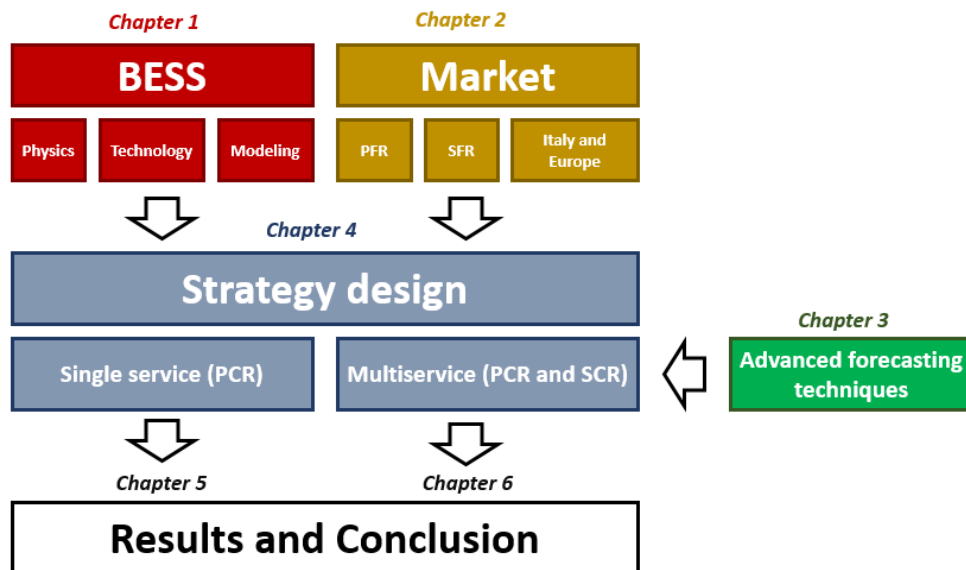 Chapter 1
Chapter 2
BESS
Market
Physics
Technology
Modeling
PFR
SFR
Italy and
Europe
Chapter 4
Strategy design
Chapter 3
Single service (PCR)
Multiservice (PCR and SCR)
Advanced forecasting
techniques
Chapter 5
Chapter 6
Results and Conclusion